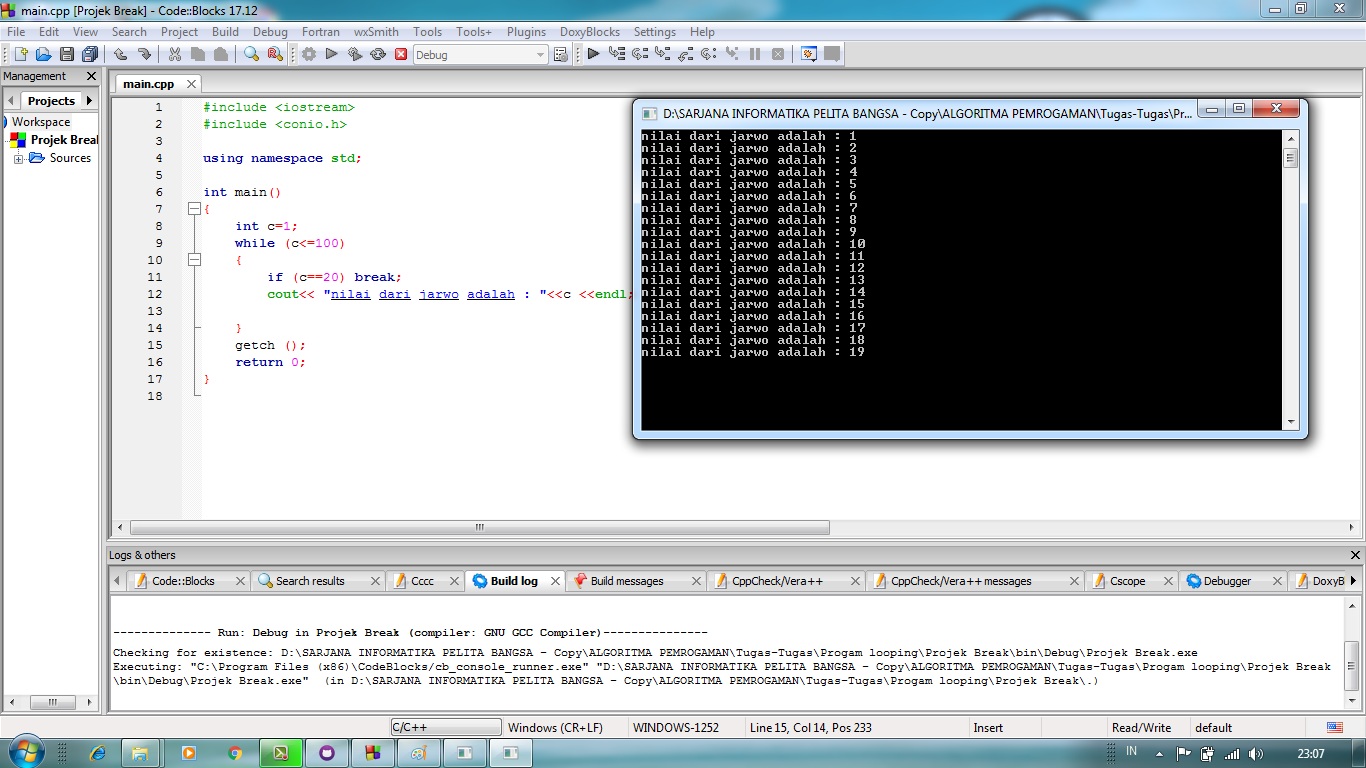 main.cpp [Projek Break] - Code::Blocks 17.12
File Edit View Search Project Build Debug Fortran wxSmith Tools Tools+ Plugins DoxyBlocks Settings Help
Debug
Management
Projects
Workspace
Projek Break
Sources
main.cpp
1 #include <iostream>
2 #include <conio.h>
3
4 using namespace std;
5
6 int main()
7 {
8 int c=1;
9 while (c<=100)
10 {
11 if (c==20) break;
12 cout<< "nilai dari jarwo adalah : "<<c <<endl;
13
14 }
15 getch ();
16 return 0;
17 }
18
D:\SARJANA INFORMATIKA PELITA BANGSA - Copy\ALGORITMA PEMROGAMAN\Tugas-Tugas\Pr...
nilai dari jarwo adalah : 1
nilai dari jarwo adalah : 2
nilai dari jarwo adalah : 3
nilai dari jarwo adalah : 4
nilai dari jarwo adalah : 5
nilai dari jarwo adalah : 6
nilai dari jarwo adalah : 7
nilai dari jarwo adalah : 8
nilai dari jarwo adalah : 9
nilai dari jarwo adalah : 10
nilai dari jarwo adalah : 11
nilai dari jarwo adalah : 12
nilai dari jarwo adalah : 13
nilai dari jarwo adalah : 14
nilai dari jarwo adalah : 15
nilai dari jarwo adalah : 16
nilai dari jarwo adalah : 17
nilai dari jarwo adalah : 18
nilai dari jarwo adalah : 19
Logs & others
Code::Blocks Search results Cccc Build log Build messages CppCheck/Vera++ CppCheck/Vera++ messages Cscope Debugger DoxyB
-------------- Run: Debug in Projek Break (compiler: GNU GCC Compiler)---------------
Checking for existence: D:\SARJANA INFORMATIKA PELITA BANGSA - Copy\ALGORITMA PEMROGAMAN\Tugas-Tugas\Progam looping\Projek Break\bin\Debug\Projek Break.exe
Executing: "C:\Program Files (x86)\CodeBlocks/cb_console_runner.exe" "D:\SARJANA INFORMATIKA PELITA BANGSA - Copy\ALGORITMA PEMROGAMAN\Tugas-Tugas\Progam looping\Projek Break
\bin\Debug\Projek Break.exe" (in D:\SARJANA INFORMATIKA PELITA BANGSA - Copy\ALGORITMA PEMROGAMAN\Tugas-Tugas\Progam looping\Projek Break\.)
C/C++ Windows (CR+LF) WINDOWS-1252 Line 15, Col 14, Pos 233 Insert Read/Write default
IN 23:07